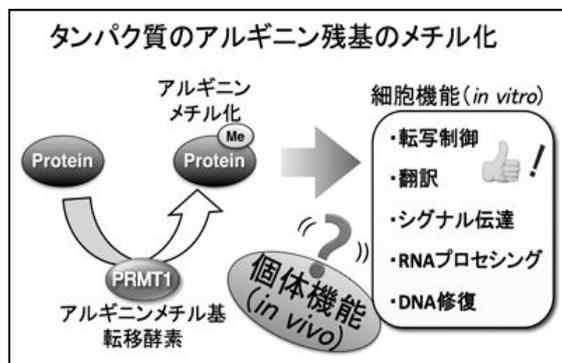 タンパク質のアルギニン残基のメチル化
アルギニン
メチル化
Protein
Me
Protein
PRMT1
アルギニンメチル基
転移酵素
?
個体機能
(in vivo)
細胞機能(in vitro)
・転写制御
・翻訳
・シグナル伝達
・RNAプロセシング
・DNA修復
!